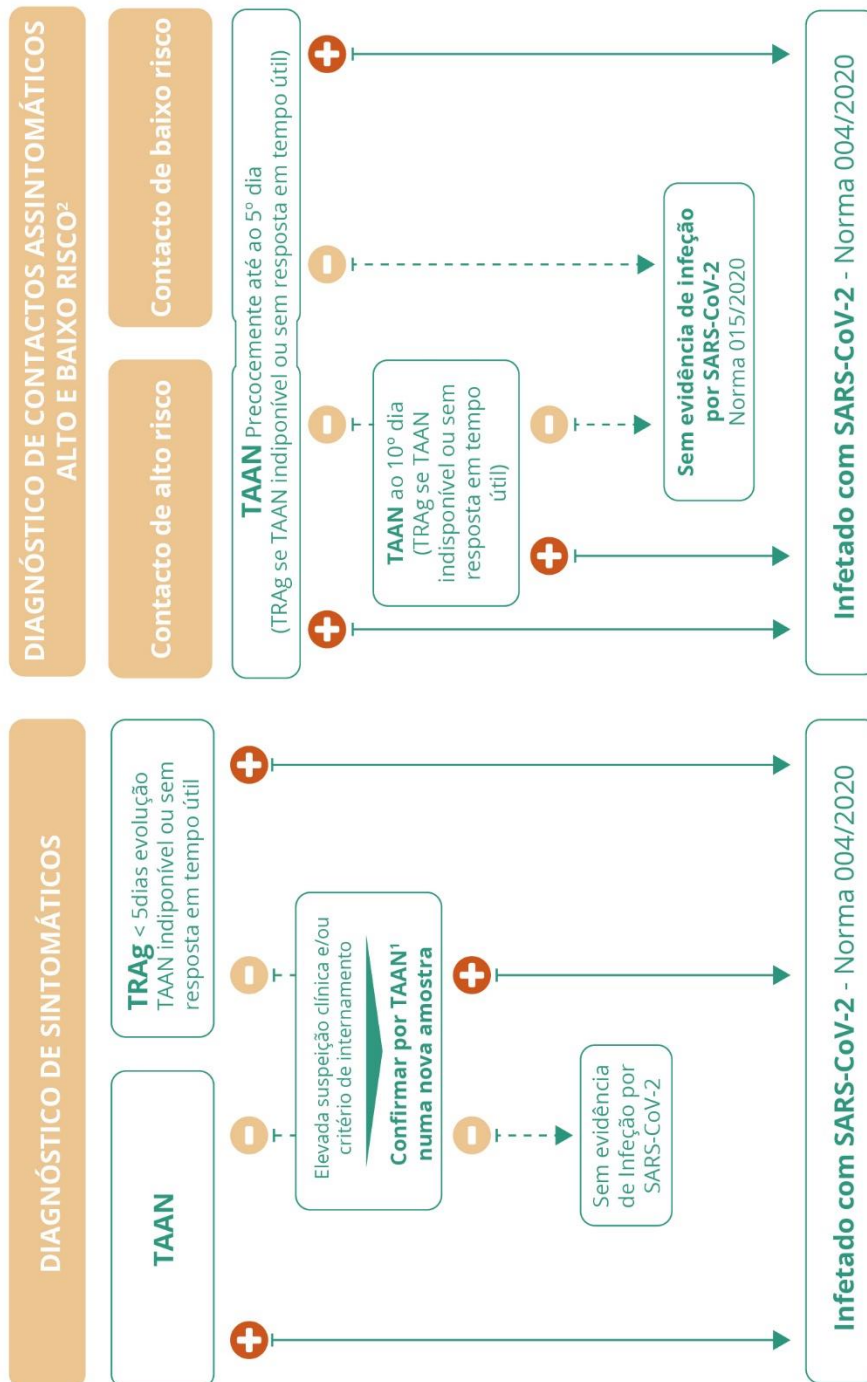 DIAGNÓSTICO DE SINTOMÁTICOS
TAAN
TRAg < 5dias evolução
TAAN indiponível ou sem
resposta em tempo útil
Elevada suspeição clínica e/ou
critério de internamento
Confirmar por TAAN¹
numa nova amostra
Sem evidência
de Infeção por
SARS-CoV-2
Infetado com SARS-CoV-2 - Norma 004/2020
DIAGNÓSTICO DE CONTACTOS ASSINTOMÁTICOS
ALTO E BAIXO RISCO²
Contacto de alto risco
Contacto de baixo risco
TAAN Precocemente até ao 5º dia
(TRAg se TAAN indiponível ou sem resposta em tempo útil)
TAAN ao 10º dia
(TRAg se TAAN
indisponível ou sem
resposta em tempo
útil)
Sem evidência de infeção
por SARS-CoV-2
Norma 015/2020
Infetado com SARS-CoV-2 - Norma 004/2020